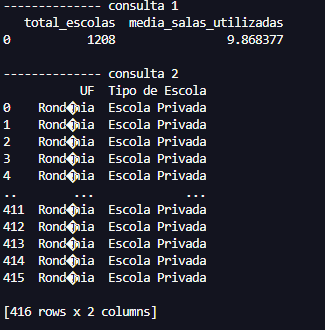 -------------- consulta 1
total_escolas media_salas_utilizadas
0 1208 9.868377
-------------- consulta 2
UF Tipo de Escola
0 Rond�nia Escola Privada
1 Rond�nia Escola Privada
2 Rond�nia Escola Privada
3 Rond�nia Escola Privada
4 Rond�nia Escola Privada
.. ... ...
411 Rond�nia Escola Privada
412 Rond�nia Escola Privada
413 Rond�nia Escola Privada
414 Rond�nia Escola Privada
415 Rond�nia Escola Privada
[416 rows x 2 columns]